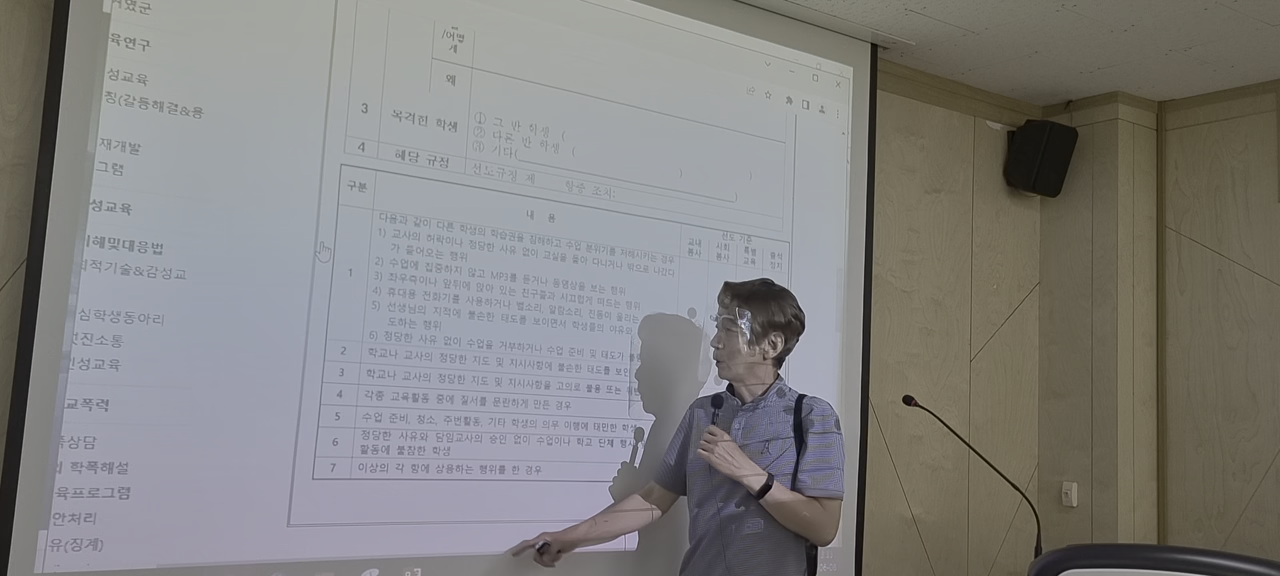 육연구
성교육
징(갈등해결&용
재개발
그램
성교육
해및대응법
적기술&감성교
심학생동아리
멋진소통
인성교육
교폭력
상담
학폭해설
육프로그램
안처리
유(징계)
/어떻
게
왜
3 목격한 학생
① 그 반 학생 (
② 다른 반 학생 ( )
③ 기타( )
4 해당 규정 선도규정 제 항중 조치:
구분 내 용 선도 기준
교내 봉사 사회 봉사 특별 교육 출석 정지
1 다음과 같이 다른 학생의 학습권을 침해하고 수업 분위기를 저해시키는 경우
1) 교사의 허락이나 정당한 사유 없이 교실을 돌아 다니거나 밖으로 나갔다
가 들어오는 행위
2) 수업에 집중하지 않고 MP3를 듣거나 동영상을 보는 행위
3) 좌우측이나 앞뒤에 앉아 있는 친구들과 시끄럽게 떠드는 행위
4) 휴대용 전화기를 사용하거나 벨소리, 알람소리, 진동이 울리는
5) 선생님의 지적에 불손한 태도를 보이면서 학생들의 야유와
도하는 행위
6) 정당한 사유 없이 수업을 거부하거나 수업 준비 및 태도가
2 학교나 교사의 정당한 지도 및 지시사항에 불손한 태도를 보인
3 학교나 교사의 정당한 지도 및 지시사항을 고의로 불응 또는
4 각종 교육활동 중에 질서를 문란하게 만든 경우
5 수업 준비, 청소, 주번활동, 기타 학생의 의무 이행에 태만한 학생
6 정당한 사유와 담임교사의 승인 없이 수업이나 학교 단체 행사
활동에 불참한 학생
7 이상의 각 항에 상응하는 행위를 한 경우